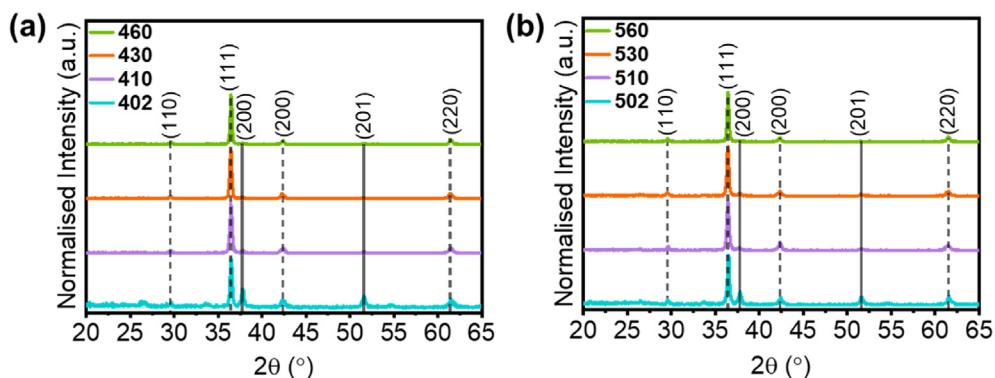 (a)
460
430
410
402
(110)
(111)
(200)
(200)
(201)
(220)
Normalised Intensity (a.u.)
20 25 30 35 40 45 50 55 60 65
2θ (°)
(b)
560
530
510
502
(110)
(111)
(200)
(200)
(201)
(220)
Normalised Intensity (a.u.)
20 25 30 35 40 45 50 55 60 65
2θ (°)